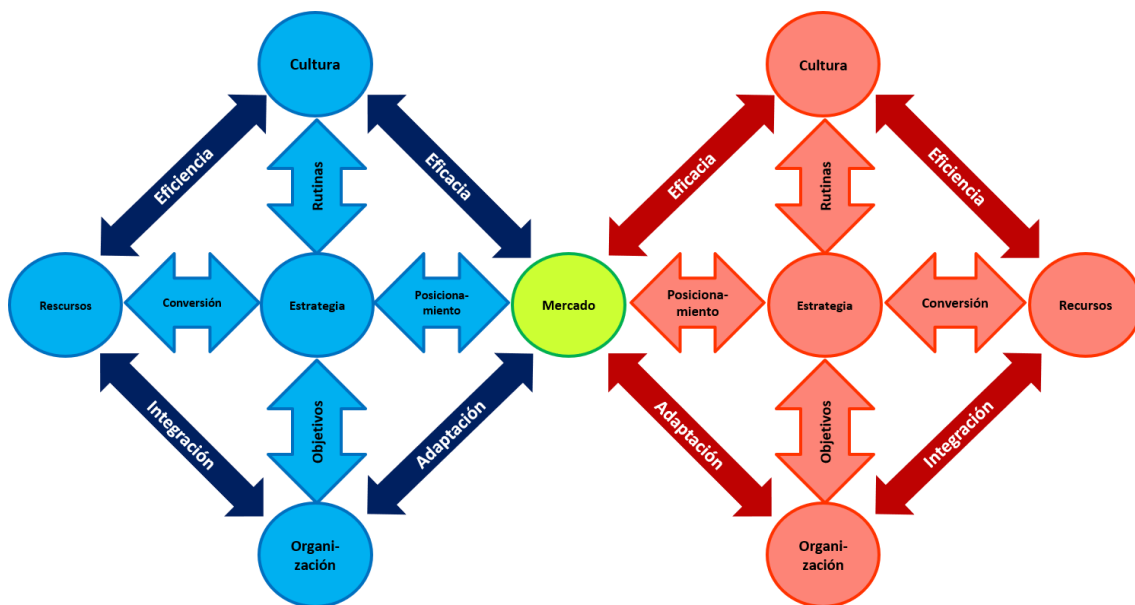 Cultura
Cultura
Eficiencia
Rutinas
Eficacia
Eficacia
Rutinas
Eficiencia
Rescursos
Conversión
Estrategia
Posiciona-
miento
Mercado
Posiciona-
miento
Estrategia
Conversión
Recursos
Integración
Objetivos
Adaptación
Adaptación
Objetivos
Integración
Organi-
zación
Organi-
zación